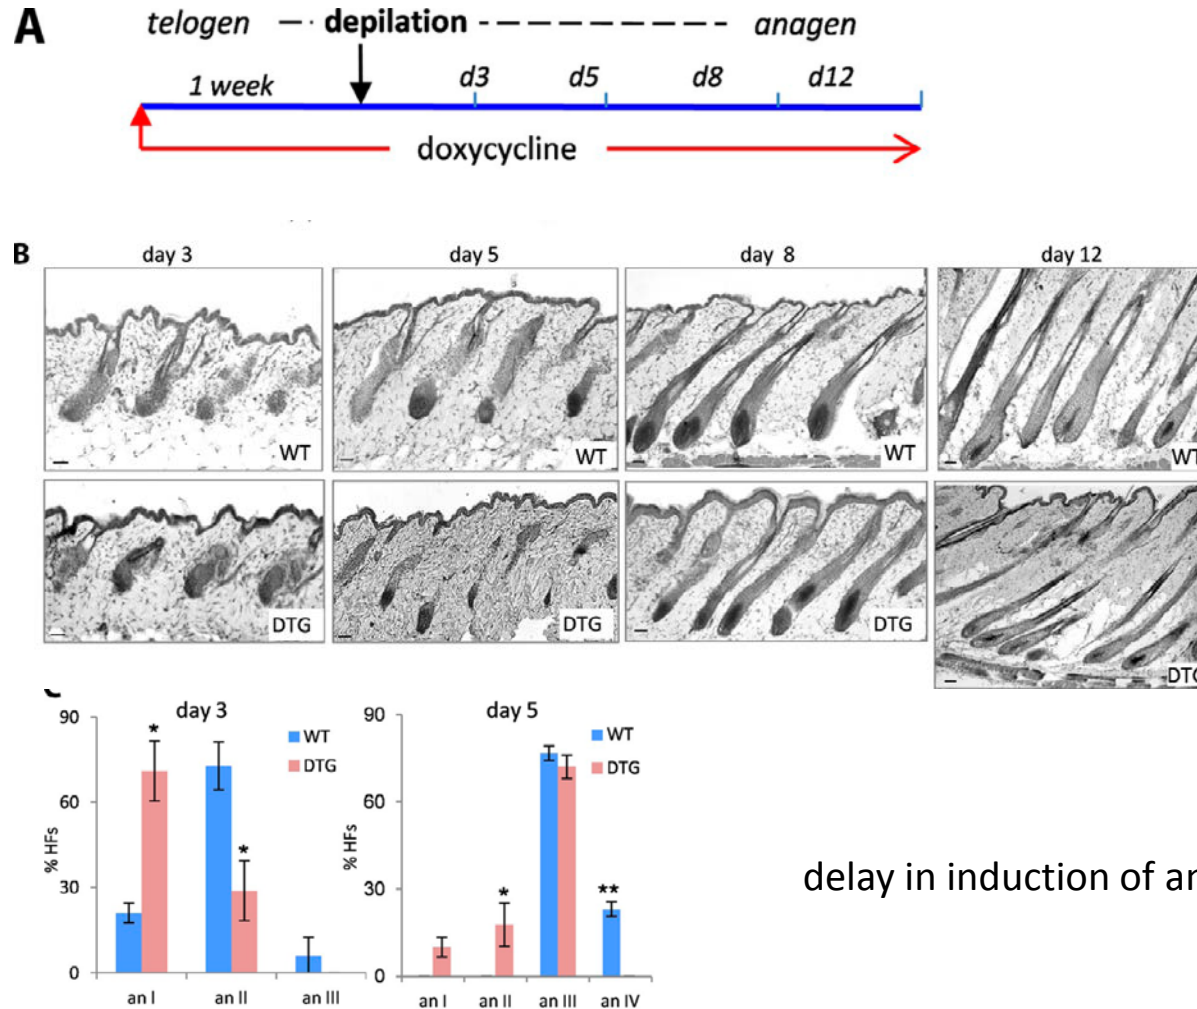 A
telogen depilation anagen
1 week d3 d5 d8 d12
doxycycline
B
day 3 day 5 day 8 day 12
WT WT WT
DTG DTG DTG
day 3
90
60
30
0
% HFs
*
*
WT
DTG
an I an II an III
day 5
90
60
30
0
% HFs
*
**
WT
DTG
an I an II an III an IV
delay in induction of